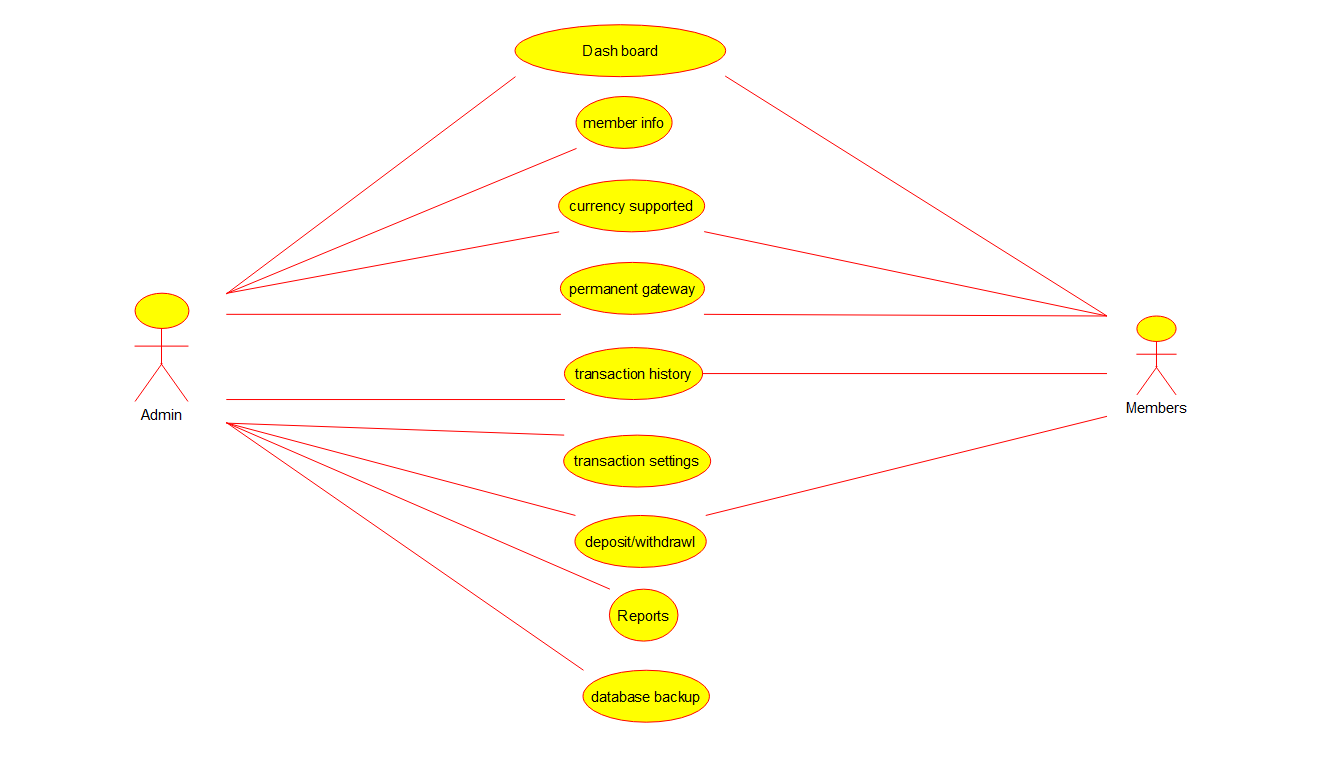 Dash board
member info
currency supported
permanent gateway
transaction history
Admin
Members
transaction settings
deposit/withdrawl
Reports
database backup